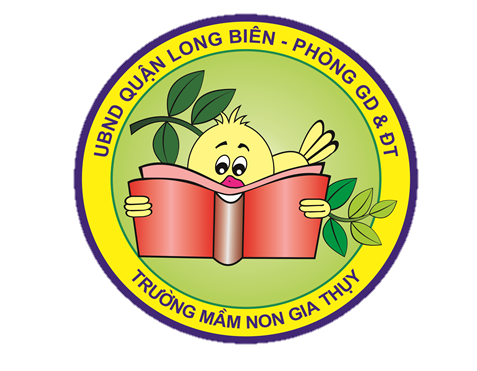 UBND QUẬN LONG BIÊN - PHÒNG GD & ĐT
TRƯỜNG MẦM NON GIA THỤY